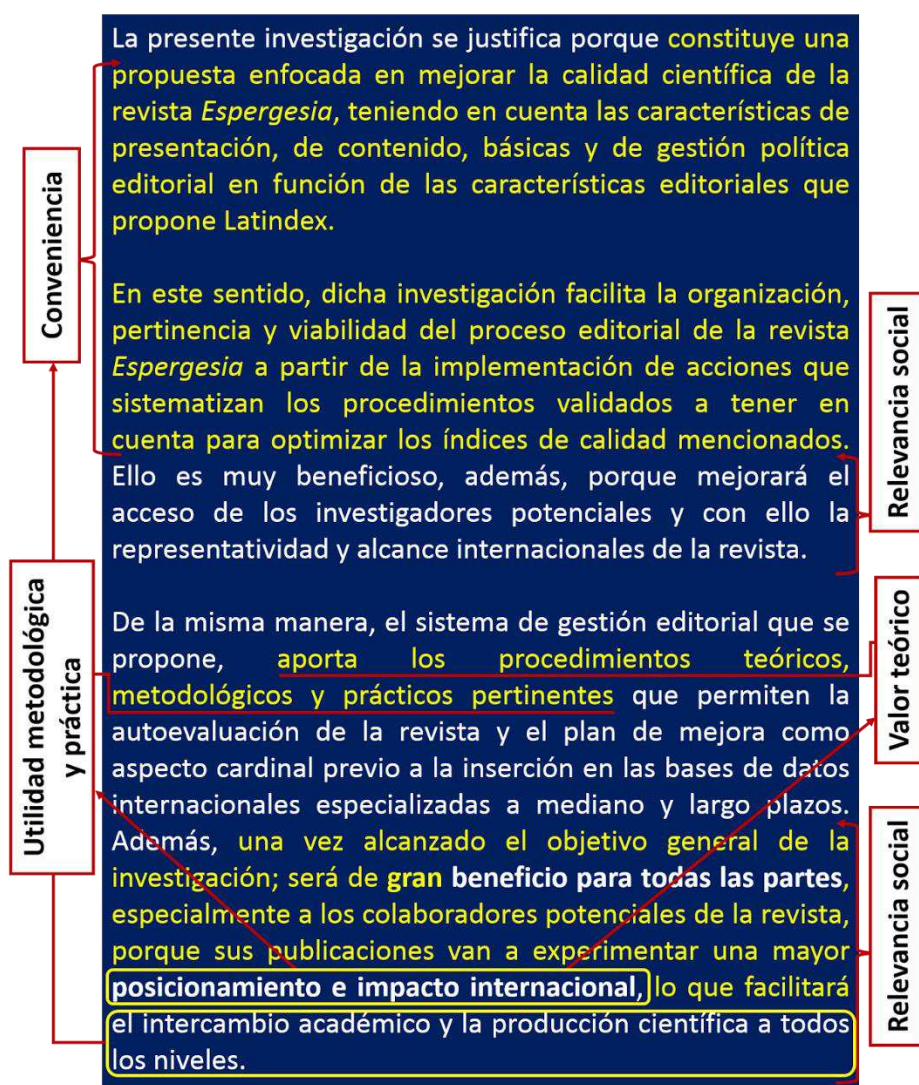 La presente investigación se justifica porque constituye una
propuesta enfocada en mejorar la calidad científica de la
revista Espergesia, teniendo en cuenta las características de
presentación, de contenido, básicas y de gestión política
editorial en función de las características editoriales que
propone Latindex.
En este sentido, dicha investigación facilita la organización,
pertinencia y viabilidad del proceso editorial de la revista
Espergesia a partir de la implementación de acciones que
sistematizan los procedimientos validados a tener en
cuenta para optimizar los índices de calidad mencionados.
Ello es muy beneficioso, además, porque mejorará el
acceso de los investigadores potenciales y con ello la
representatividad y alcance internacionales de la revista.
De la misma manera, el sistema de gestión editorial que se
propone, aporta los procedimientos teóricos,
metodológicos y prácticos pertinentes que permiten la
autoevaluación de la revista y el plan de mejora como
aspecto cardinal previo a la inserción en las bases de datos
internacionales especializadas a mediano y largo plazos.
Además, una vez alcanzado el objetivo general de la
investigación; será de gran beneficio para todas las partes,
especialmente a los colaboradores potenciales de la revista,
porque sus publicaciones van a experimentar una mayor
posicionamiento e impacto internacional, lo que facilitará
el intercambio académico y la producción científica a todos
los niveles.
Conveniencia
Utilidad metodológica
y práctica
Relevancia social
Valor teórico
Relevancia social